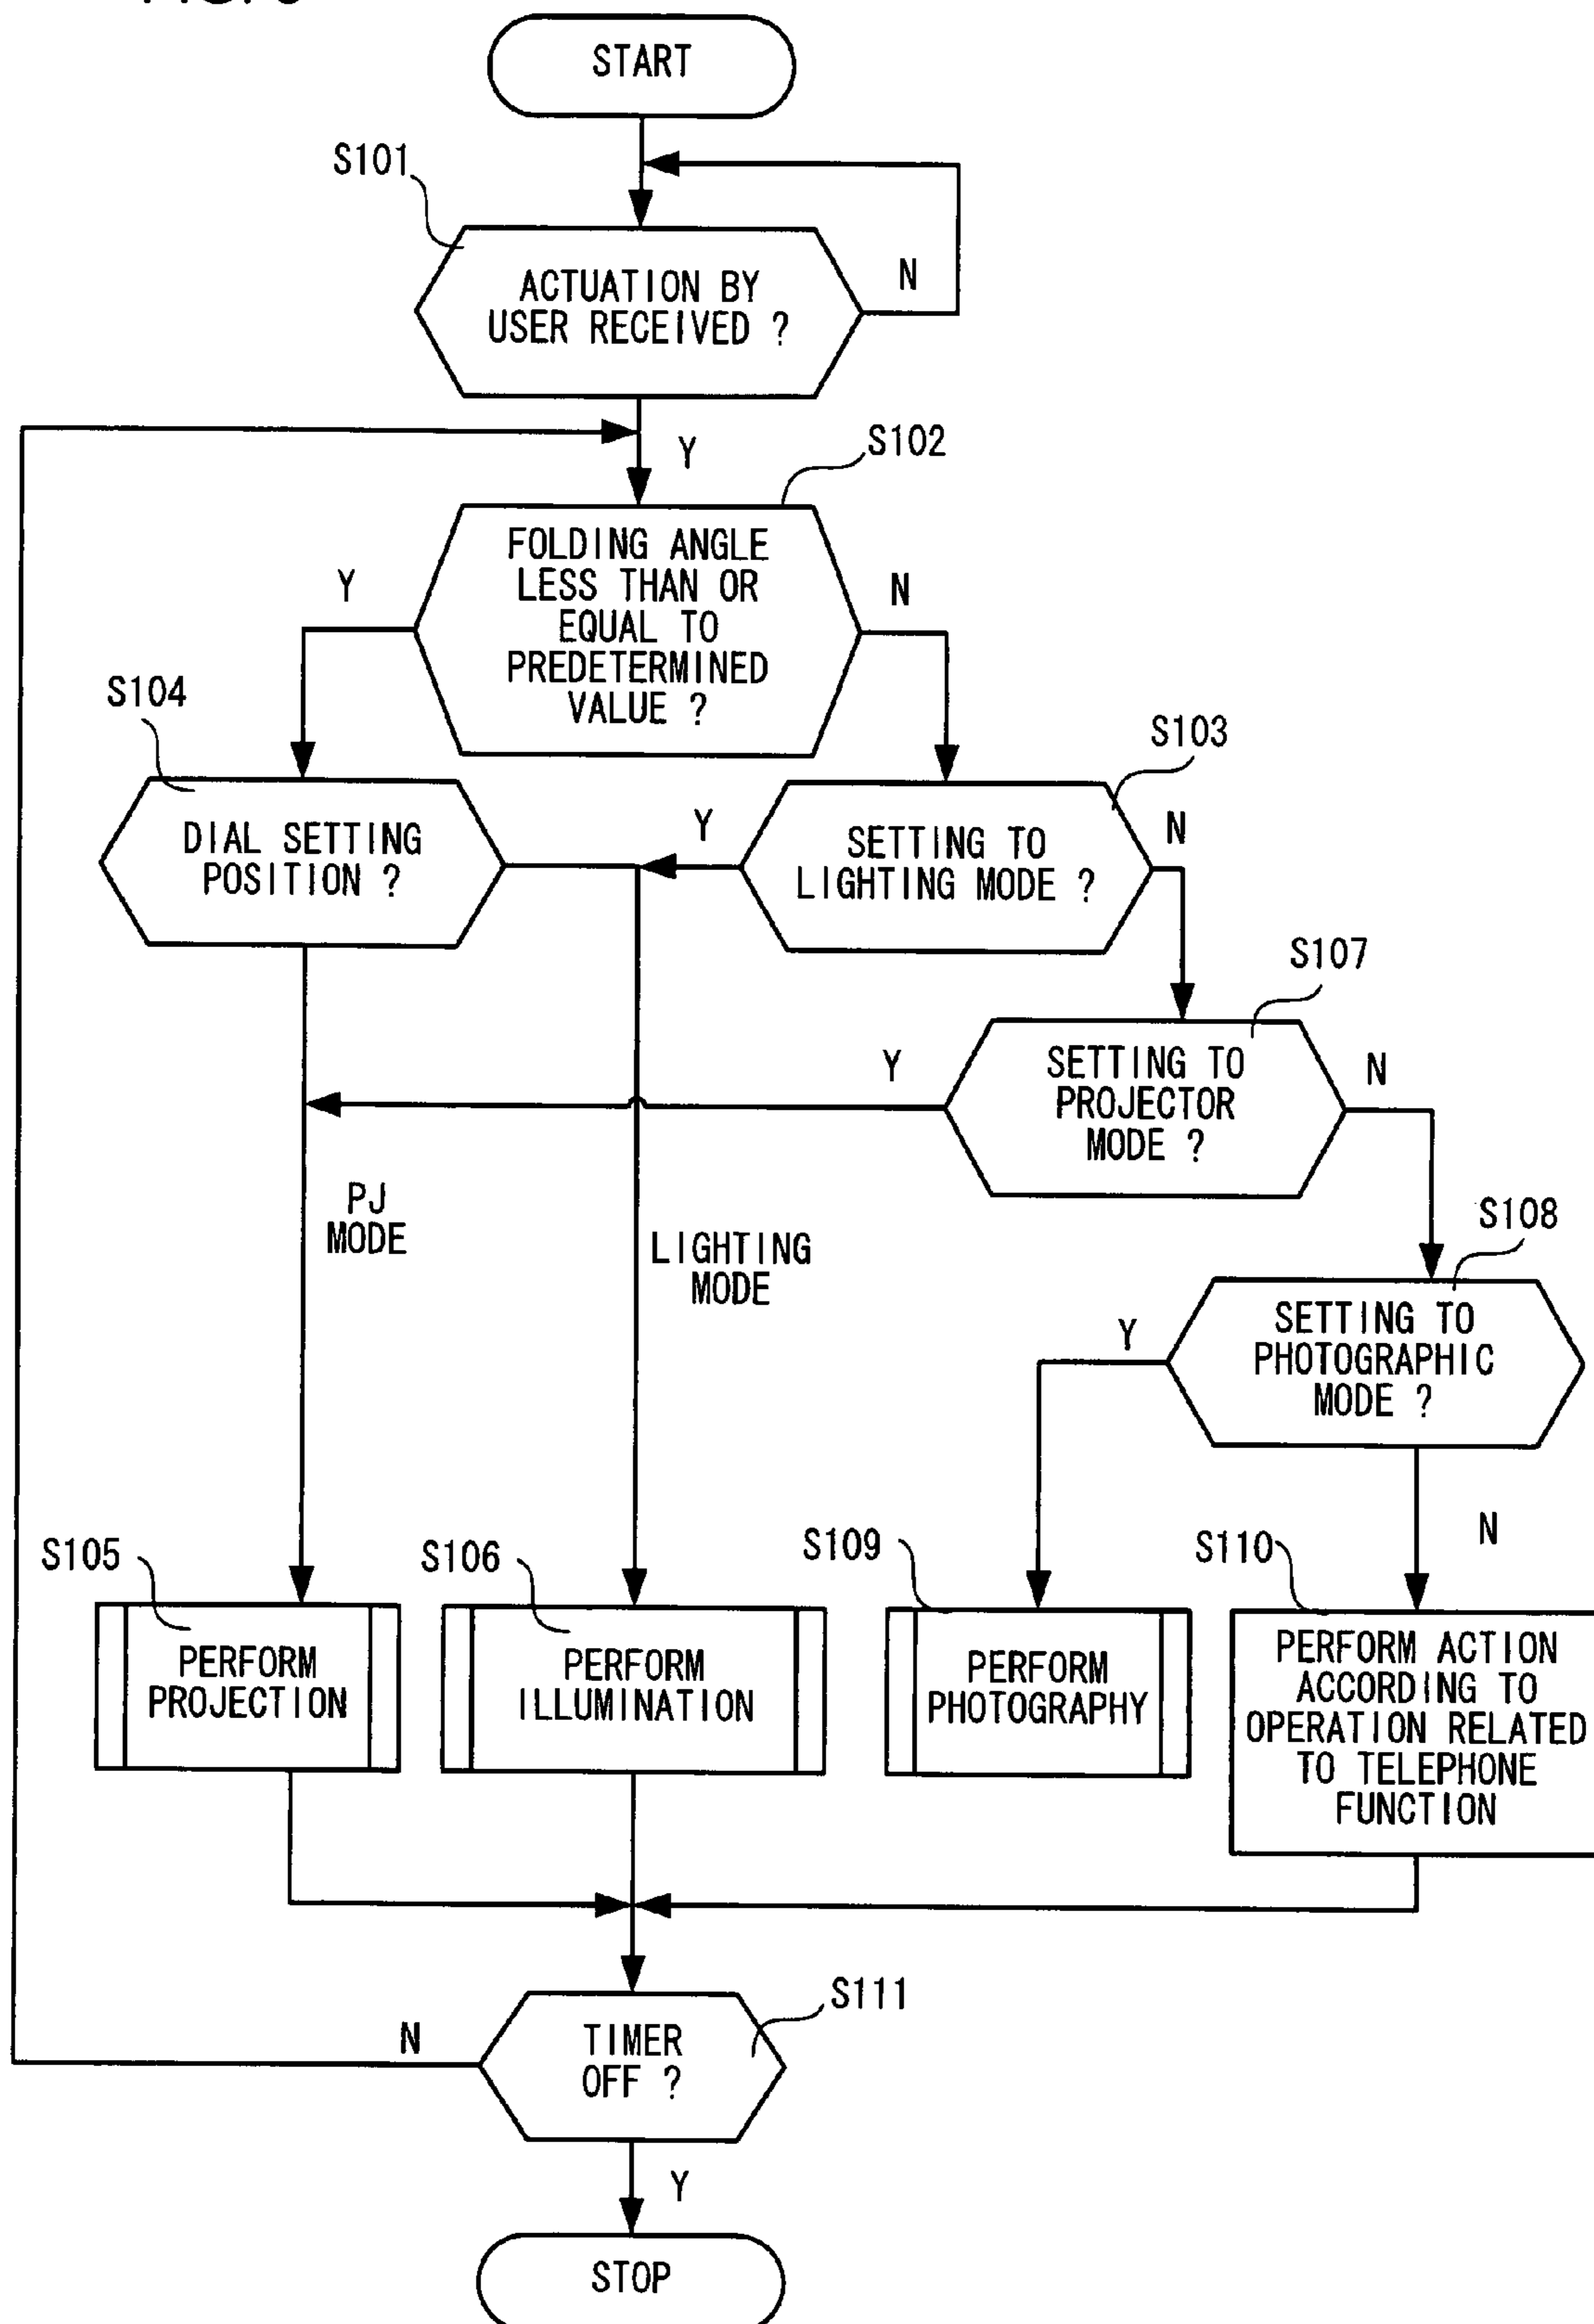 START
S101
ACTUATION BY
USER RECEIVED ?
N
Y
S102
FOLDING ANGLE
LESS THAN OR
EQUAL TO
PREDETERMINED
VALUE ?
Y
N
S104
S103
DIAL SETTING
POSITION ?
Y
SETTING TO
LIGHTING MODE ?
N
S107
Y
SETTING TO
PROJECTOR
MODE ?
N
PJ
MODE
LIGHTING
MODE
S108
Y
SETTING TO
PHOTOGRAPHIC
MODE ?
N
S105
S106
S109
S110
PERFORM
PROJECTION
PERFORM
ILLUMINATION
PERFORM
PHOTOGRAPHY
PERFORM ACTION
ACCORDING TO
OPERATION RELATED
TO TELEPHONE
FUNCTION
S111
N
TIMER
OFF ?
Y
STOP